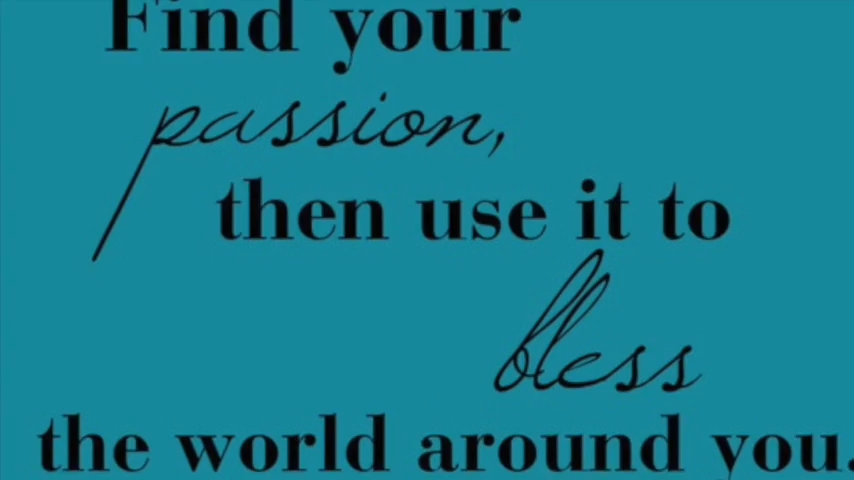 Find your
passion,
then use it to
bless
the world around you.